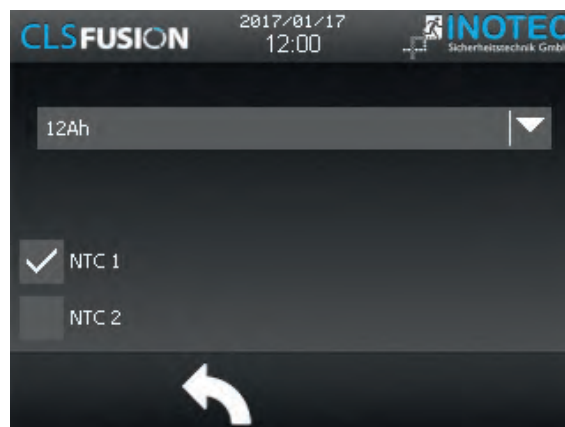 CLSFUSION
2017/01/17
12:00
INOTEC
Sicherheitstechnik GmbH
12Ah
NTC 1
NTC 2